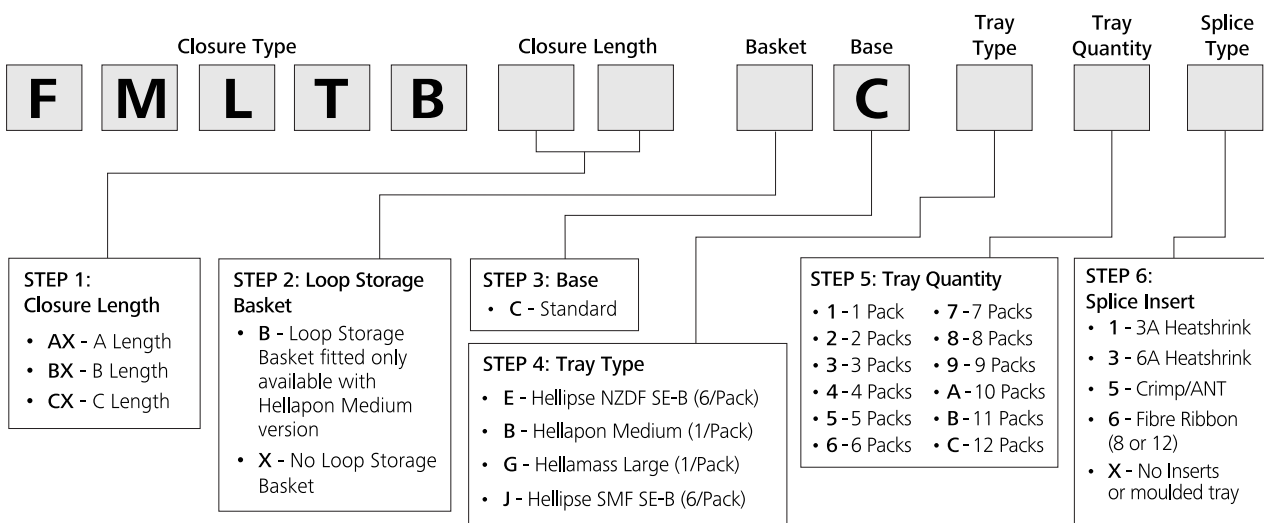 Closure Type
Closure Length
Basket
Base
Tray
Type
Tray
Quantity
Splice
Type
F M L T B C
STEP 1:
Closure Length
• AX - A Length
• BX - B Length
• CX - C Length
STEP 2: Loop Storage
Basket
• B - Loop Storage
Basket fitted only
available with
Hellapon Medium
version
• X - No Loop Storage
Basket
STEP 3: Base
• C - Standard
STEP 4: Tray Type
• E - Hellipse NZDF SE-B (6/Pack)
• B - Hellapon Medium (1/Pack)
• G - Hellamass Large (1/Pack)
• J - Hellipse SMF SE-B (6/Pack)
STEP 5: Tray Quantity
• 1 - 1 Pack
• 2 - 2 Packs
• 3 - 3 Packs
• 4 - 4 Packs
• 5 - 5 Packs
• 6 - 6 Packs
• 7 - 7 Packs
• 8 - 8 Packs
• 9 - 9 Packs
• A - 10 Packs
• B - 11 Packs
• C - 12 Packs
STEP 6:
Splice Insert
• 1 - 3A Heatshrink
• 3 - 6A Heatshrink
• 5 - Crimp/ANT
• 6 - Fibre Ribbon
(8 or 12)
• X - No Inserts
or moulded tray